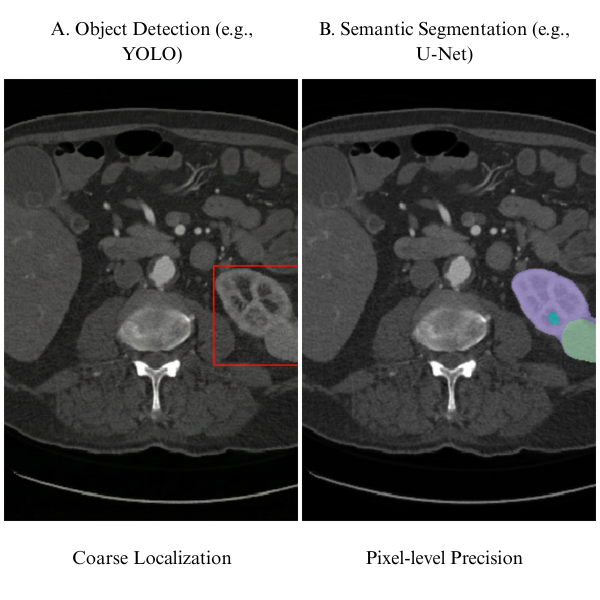 A. Object Detection (e.g.,
YOLO)
B. Semantic Segmentation (e.g.,
U-Net)
Coarse Localization
Pixel-level Precision